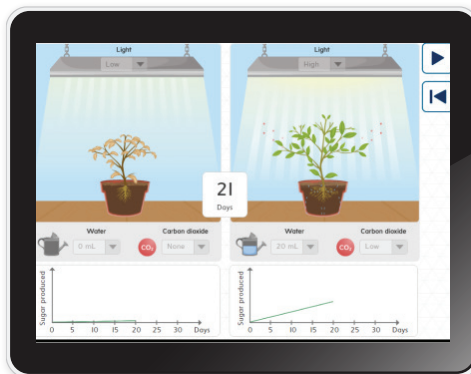 Light
Low
Light
High
21
Days
Water
0 mL
Carbon dioxide
CO₂
None
Water
20 mL
Carbon dioxide
CO₂
Low
Sugar produced
0 5 10 15 20 25 30 Days
Sugar produced
0 5 10 15 20 25 30 Days